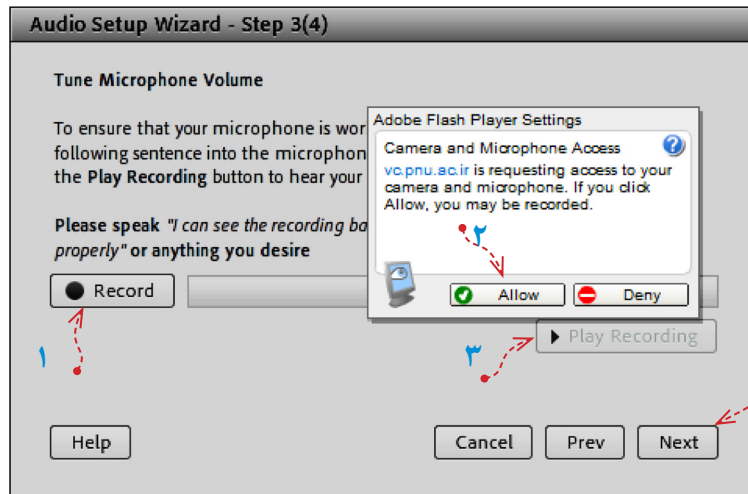 Audio Setup Wizard - Step 3(4)
Tune Microphone Volume
To ensure that your microphone is wor
following sentence into the microphon
the Play Recording button to hear your
Please speak "I can see the recording ba
properly" or anything you desire
Adobe Flash Player Settings
Camera and Microphone Access
vc.pnu.ac.ir is requesting access to your
camera and microphone. If you click
Allow, you may be recorded.
۲
Allow
Deny
Record
Play Recording
۱
۳
Help
Cancel
Prev
Next